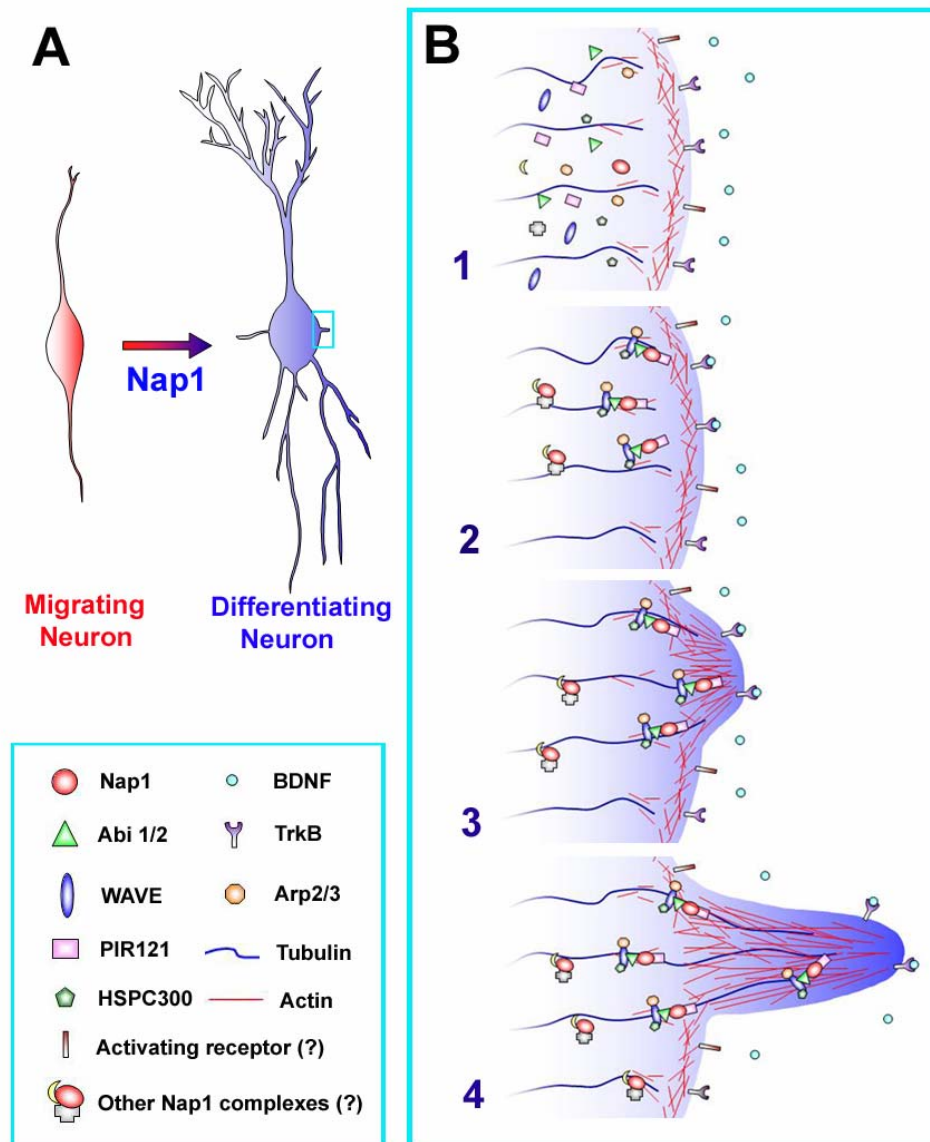 A
B
Nap1
Migrating
Neuron
Differentiating
Neuron
1
2
3
4
Nap1
BDNF
Abi 1/2
TrkB
WAVE
Arp2/3
PIR121
Tubulin
HSPC300
Actin
Activating receptor (?)
Other Nap1 complexes (?)